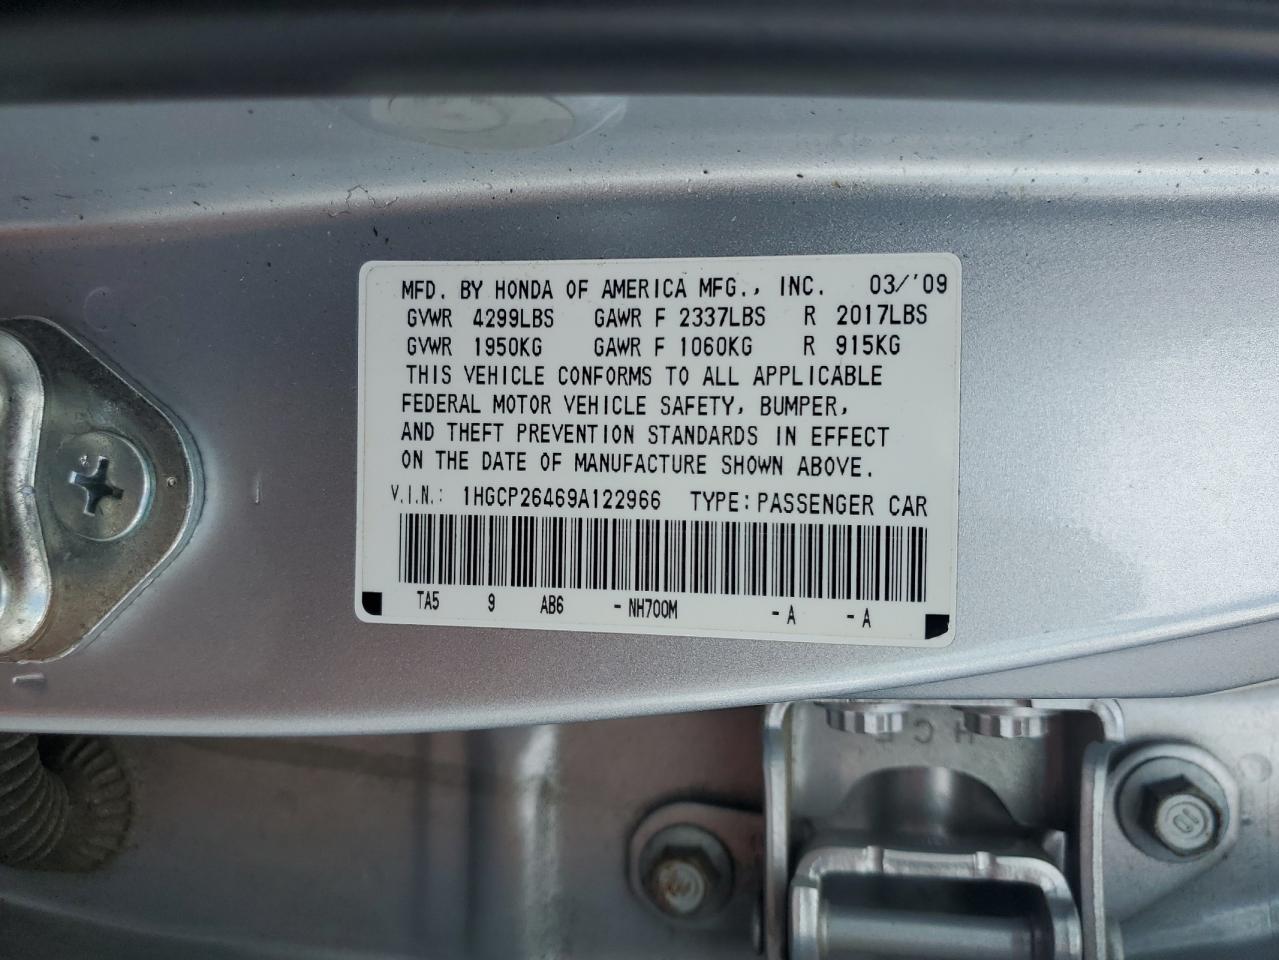 MFD. BY HONDA OF AMERICA MFG., INC. 03/'09
GVWR 4299LBS GAWR F 2337LBS R 2017LBS
GVWR 1950KG GAWR F 1060KG R 915KG
THIS VEHICLE CONFORMS TO ALL APPLICABLE
FEDERAL MOTOR VEHICLE SAFETY, BUMPER,
AND THEFT PREVENTION STANDARDS IN EFFECT
ON THE DATE OF MANUFACTURE SHOWN ABOVE.
V.I.N.: 1HGCP26469A122966 TYPE: PASSENGER CAR
TA5 9 AB6 - NH700M - A - A